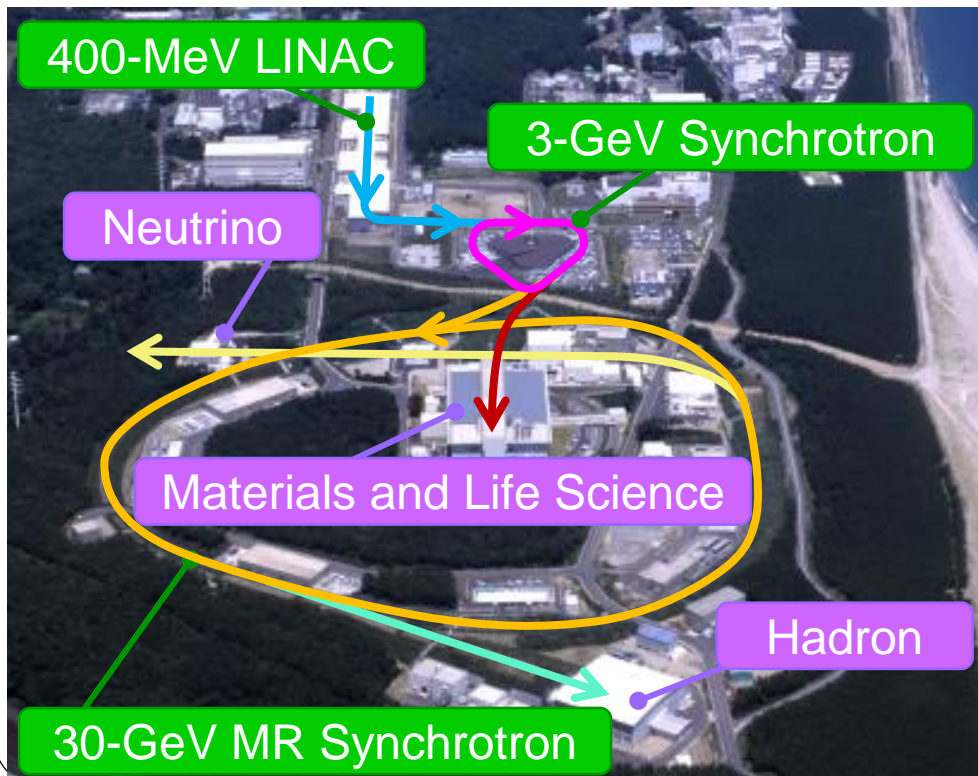 400-MeV LINAC
3-GeV Synchrotron
Neutrino
Materials and Life Science
Hadron
30-GeV MR Synchrotron